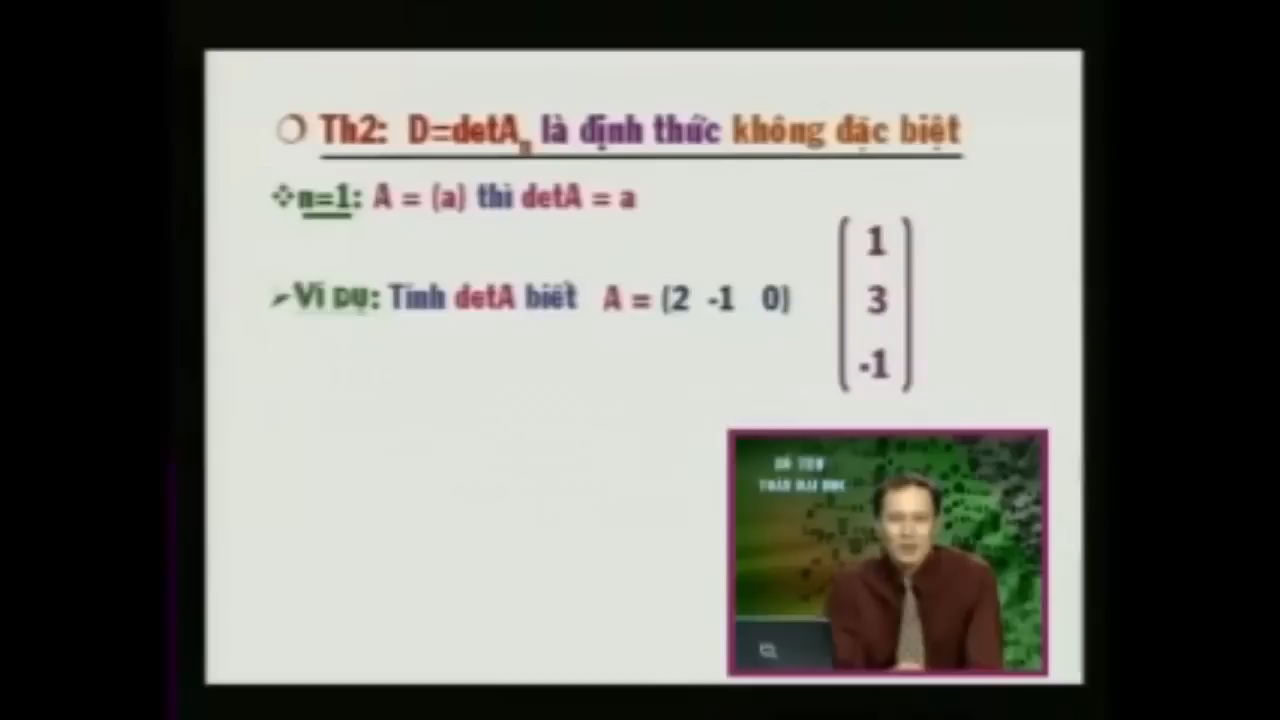 Th2: D=detAn là định thức không đặc biệt
n=1: A = (a) thì detA = a
Ví Dụ: Tính detA biết A = (2 -1 0)
1
3
-1